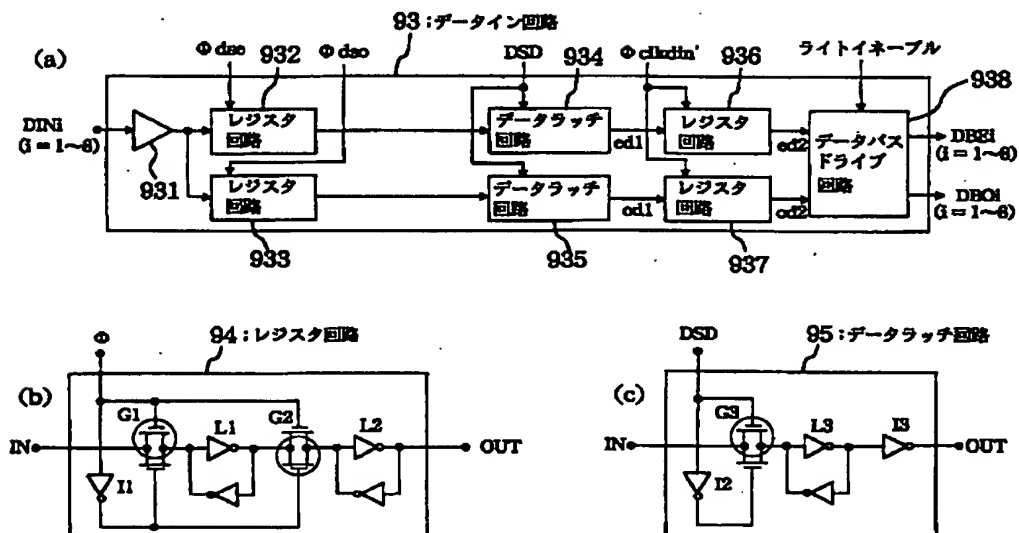 93:データイン回路
(a)
Φdse
932
Φdso
DSD
934
Φclkdin'
936
ライトイネーブル
938
DINi
(i=1~8)
931
レジスタ
回路
データラッチ
回路
ed1
レジスタ
回路
ed2
データバス
ドライブ
回路
DBEi
(i=1~8)
レジスタ
回路
データラッチ
回路
od1
レジスタ
回路
od2
DBOi
(i=1~8)
933
935
937
Φ
94:レジスタ回路
(b)
G1
L1
G2
L2
IN
OUT
I1
DSD
95:データラッチ回路
(c)
G3
L3
I3
IN
OUT
I2